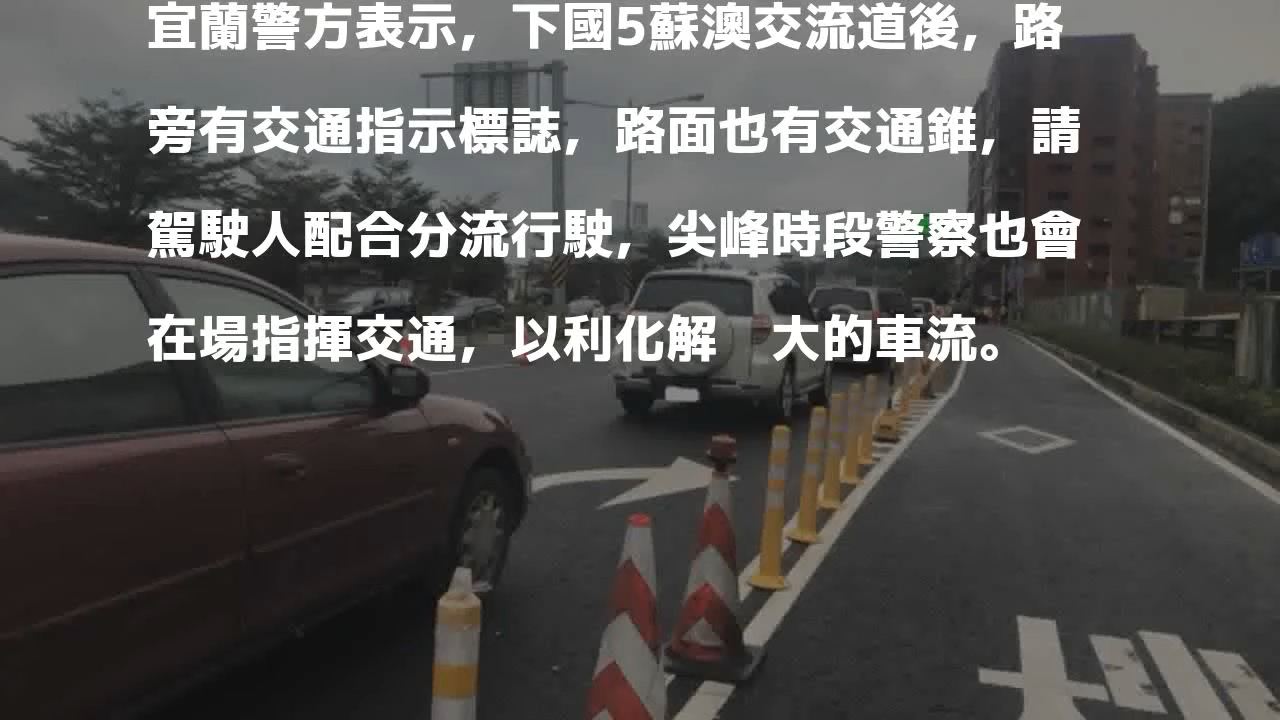 宜蘭警方表示，下國5蘇澳交流道後，路
旁有交通指示標誌，路面也有交通錐，請
駕駛人配合分流行駛，尖峰時段警察也會
在場指揮交通，以利化解　大的車流。